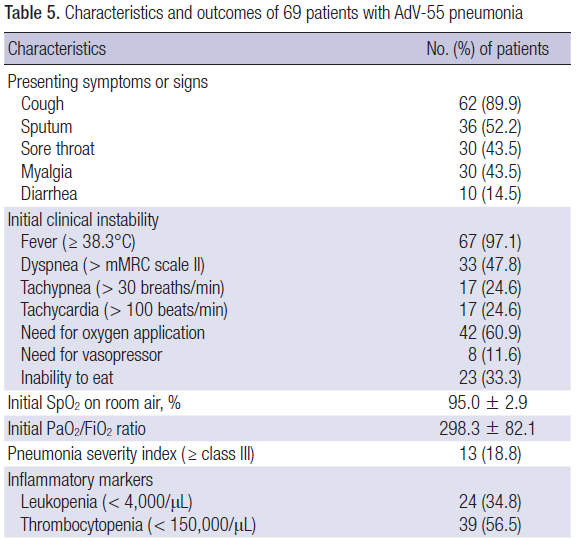 Table 5. Characteristics and outcomes of 69 patients with AdV-55 pneumonia
Characteristics No. (%) of patients
Presenting symptoms or signs
Cough 62 (89.9)
Sputum 36 (52.2)
Sore throat 30 (43.5)
Myalgia 30 (43.5)
Diarrhea 10 (14.5)
Initial clinical instability
Fever (≥ 38.3°C) 67 (97.1)
Dyspnea (> mMRC scale II) 33 (47.8)
Tachypnea (> 30 breaths/min) 17 (24.6)
Tachycardia (> 100 beats/min) 17 (24.6)
Need for oxygen application 42 (60.9)
Need for vasopressor 8 (11.6)
Inability to eat 23 (33.3)
Initial SpO₂ on room air, % 95.0 ± 2.9
Initial PaO₂/FiO₂ ratio 298.3 ± 82.1
Pneumonia severity index (≥ class III) 13 (18.8)
Inflammatory markers
Leukopenia (< 4,000/μL) 24 (34.8)
Thrombocytopenia (< 150,000/μL) 39 (56.5)